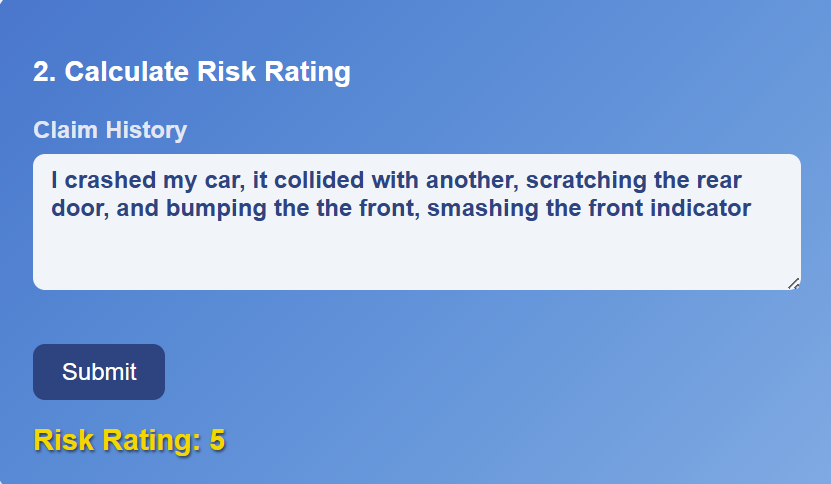 2. Calculate Risk Rating
Claim History
I crashed my car, it collided with another, scratching the rear
door, and bumping the the front, smashing the front indicator
Submit
Risk Rating: 5